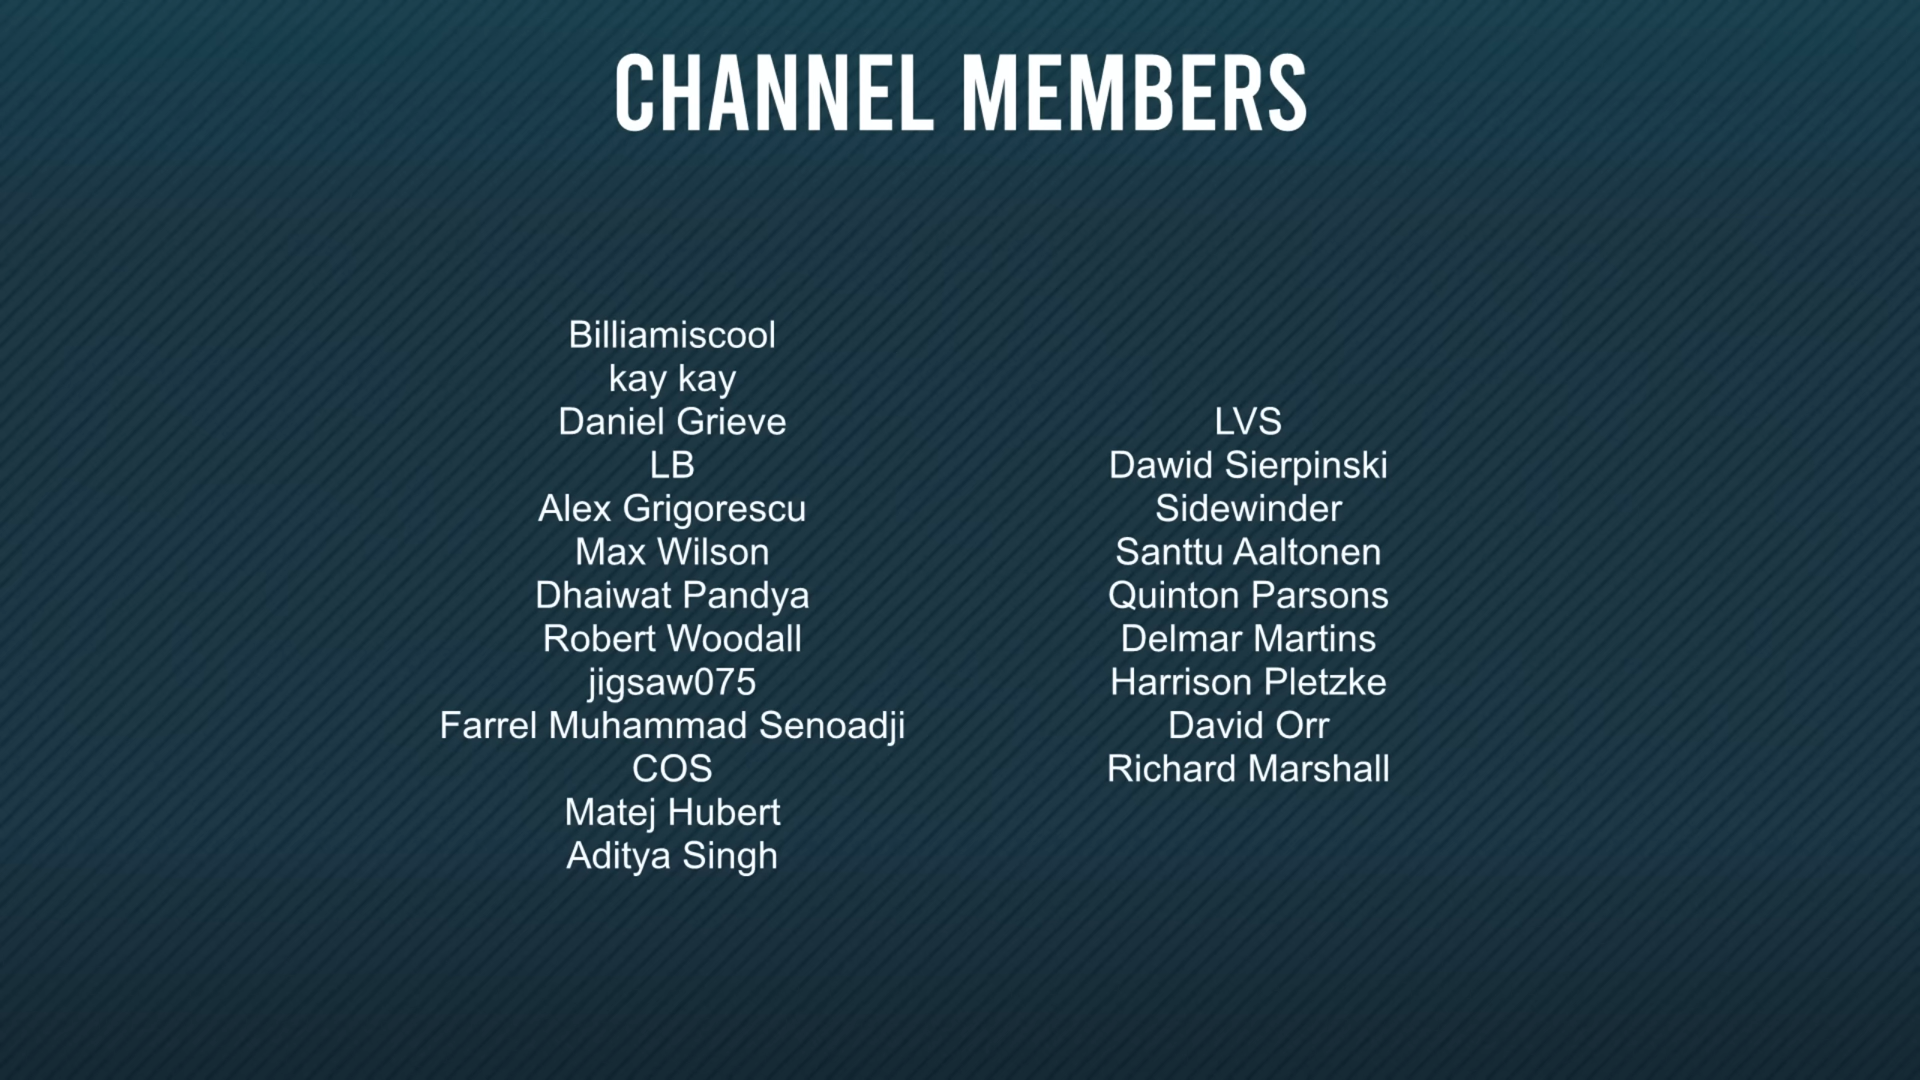 CHANNEL MEMBERS
Billiamiscool
kay kay
Daniel Grieve
LB
Alex Grigorescu
Max Wilson
Dhaiwat Pandya
Robert Woodall
jigsaw075
Farrel Muhammad Senoadji
COS
Matej Hubert
Aditya Singh
LVS
Dawid Sierpinski
Sidewinder
Santtu Aaltonen
Quinton Parsons
Delmar Martins
Harrison Pletzke
David Orr
Richard Marshall